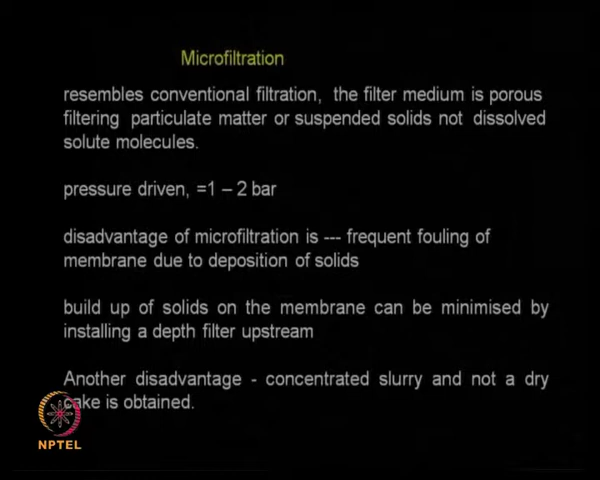 Microfiltration
resembles conventional filtration, the filter medium is porous
filtering particulate matter or suspended solids not dissolved
solute molecules.
pressure driven, =1 – 2 bar
disadvantage of microfiltration is --- frequent fouling of
membrane due to deposition of solids
build up of solids on the membrane can be minimised by
installing a depth filter upstream
Another disadvantage - concentrated slurry and not a dry
cake is obtained.
NPTEL